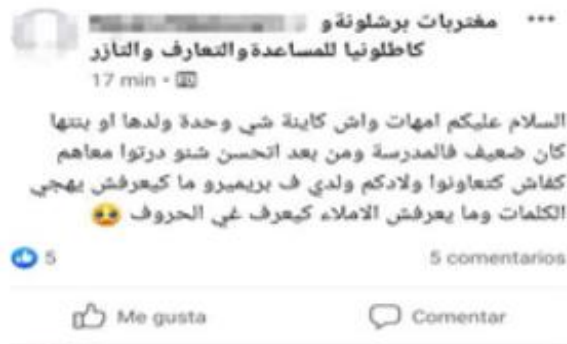 مغتربات برشلونة و
كاطلونيا للمساعدة والتعارف والتآزر
17 min
السلام عليكم امهات واش كاينة شي وحدة ولدها او بنتها
كان ضعيف فالمدرسة ومن بعد اتحسن شنو درتوا معاهم
كفاش كتعاونوا ولادكم ولدي ف بريميرو ما كيعرفش يهجي
الكلمات وما يعرفش الاملاء كيعرف غي الحروف 🥺
5
5 comentarios
Me gusta
Comentar